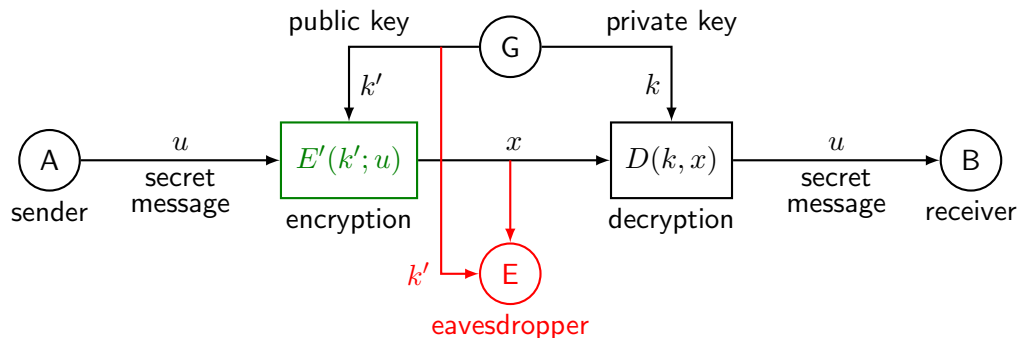 public key
G
private key
k′
k
A
u
E′(k′; u)
x
D(k, x)
u
B
sender
secret
message
encryption
decryption
secret
message
receiver
k′
E
eavesdropper